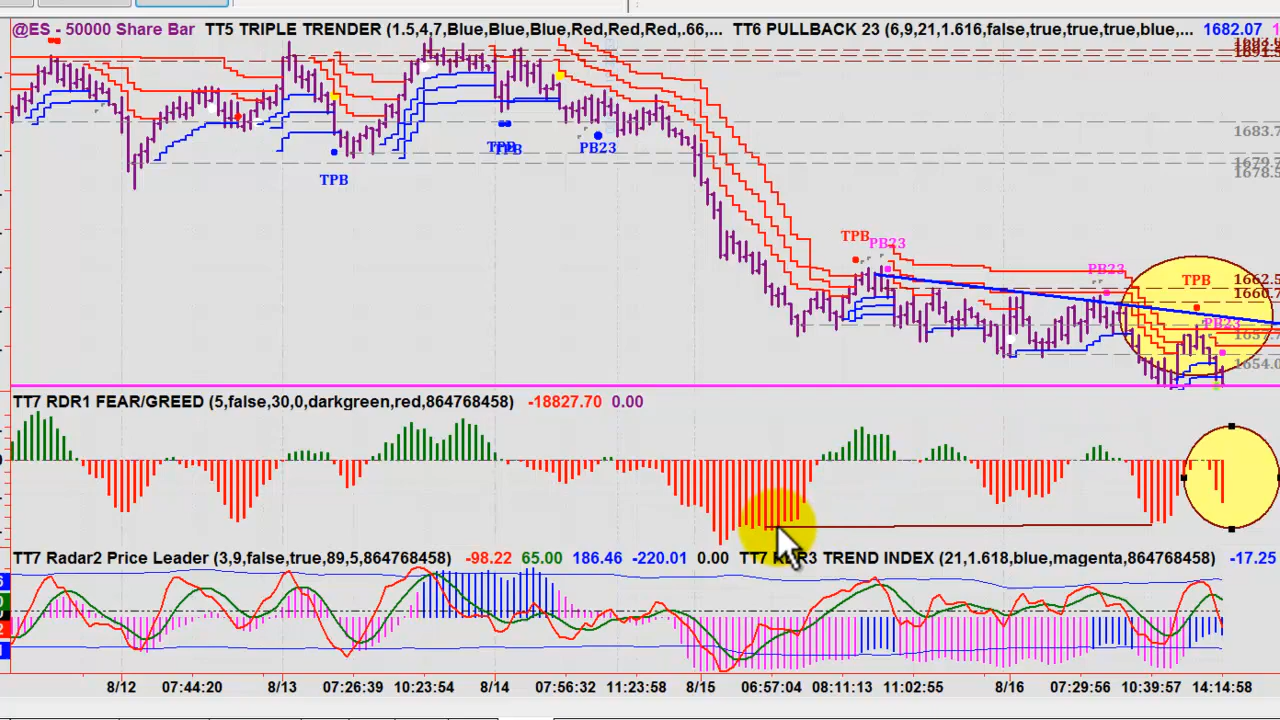 @ES - 50000 Share Bar TT5 TRIPLE TRENDER (1.5,4,7,Blue,Blue,Blue,Red,Red,Red,.66,... TT6 PULLBACK 23 (6,9,21,1.616,false,true,true,true,blue,... 1682.07
1683.7
1678.5
TPB
PB23
TPB
TPB PB23
PB23
TPB
1662.5
1660.7
PB23
1654.0
TT7 RDR1 FEAR/GREED (5,false,30,0,darkgreen,red,864768458) -18827.70 0.00
TT7 Radar2 Price Leader (3,9,false,true,89,5,864768458) -98.22 65.00 186.46 -220.01 0.00 TT7 TREND INDEX (21,1.618,blue,magenta,864768458) -17.25
8/12 07:44:20 8/13 07:26:39 10:23:54 8/14 07:56:32 11:23:58 8/15 06:57:04 08:11:13 11:02:55 8/16 07:29:56 10:39:57 14:14:58